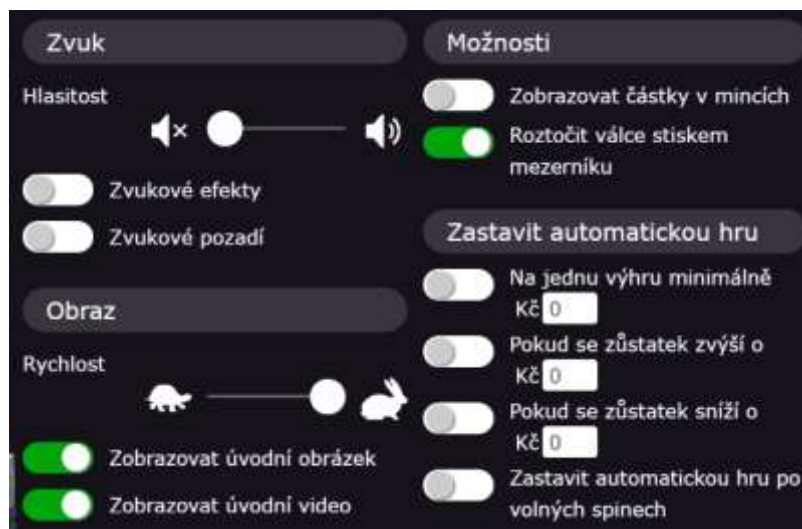 Zvuk
Hlasitost
Zvukové efekty
Zvukové pozadí
Obraz
Rychlost
Zobrazovat úvodní obrázek
Zobrazovat úvodní video
Možnosti
Zobrazovat částky v mincích
Roztočit válce stiskem
mezerníku
Zastavit automatickou hru
Na jednu výhru minimálně
Kč 0
Pokud se zůstatek zvýší o
Kč 0
Pokud se zůstatek sníží o
Kč 0
Zastavit automatickou hru po
volných spinech